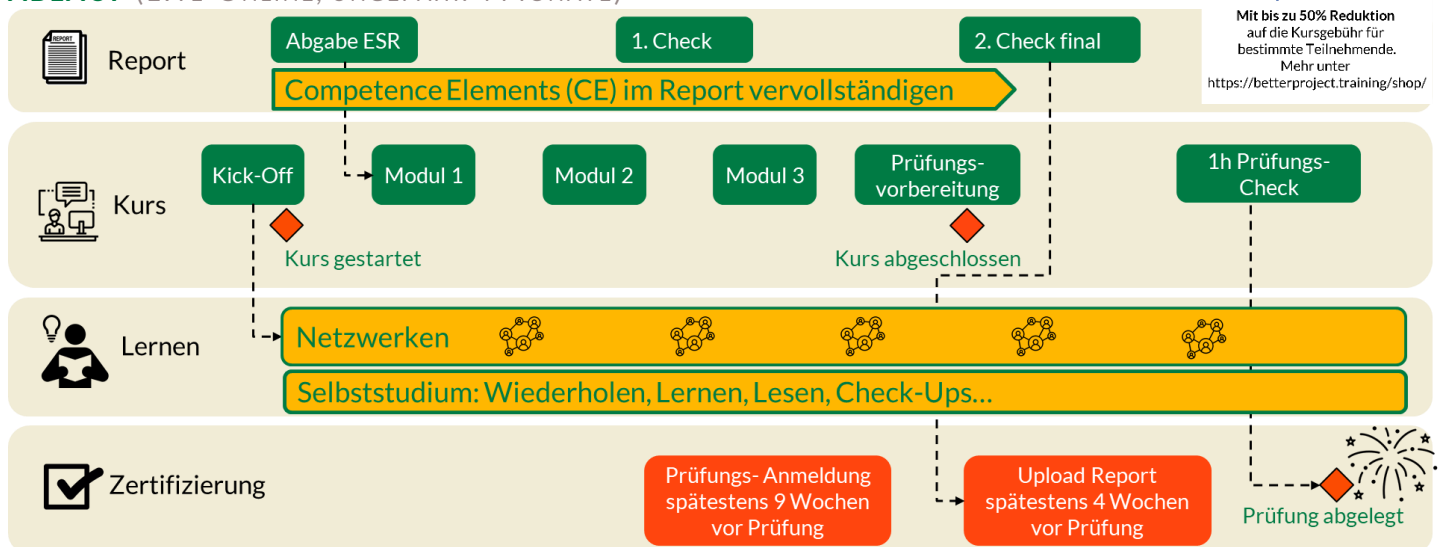 Mit bis zu 50% Reduktion
auf die Kursgebühr für
bestimmte Teilnehmende.
Mehr unter
https://betterproject.training/shop/
REPORT
Report
Abgabe ESR
1. Check
2. Check final
Competence Elements (CE) im Report vervollständigen
Kurs
Kick-Off
Modul 1
Modul 2
Modul 3
Prüfungs-
vorbereitung
1h Prüfungs-
Check
Kurs gestartet
Kurs abgeschlossen
Lernen
Netzwerken
Selbststudium: Wiederholen, Lernen, Lesen, Check-Ups...
Zertifizierung
Prüfungs- Anmeldung
spätestens 9 Wochen
vor Prüfung
Upload Report
spätestens 4 Wochen
vor Prüfung
Prüfung abgelegt